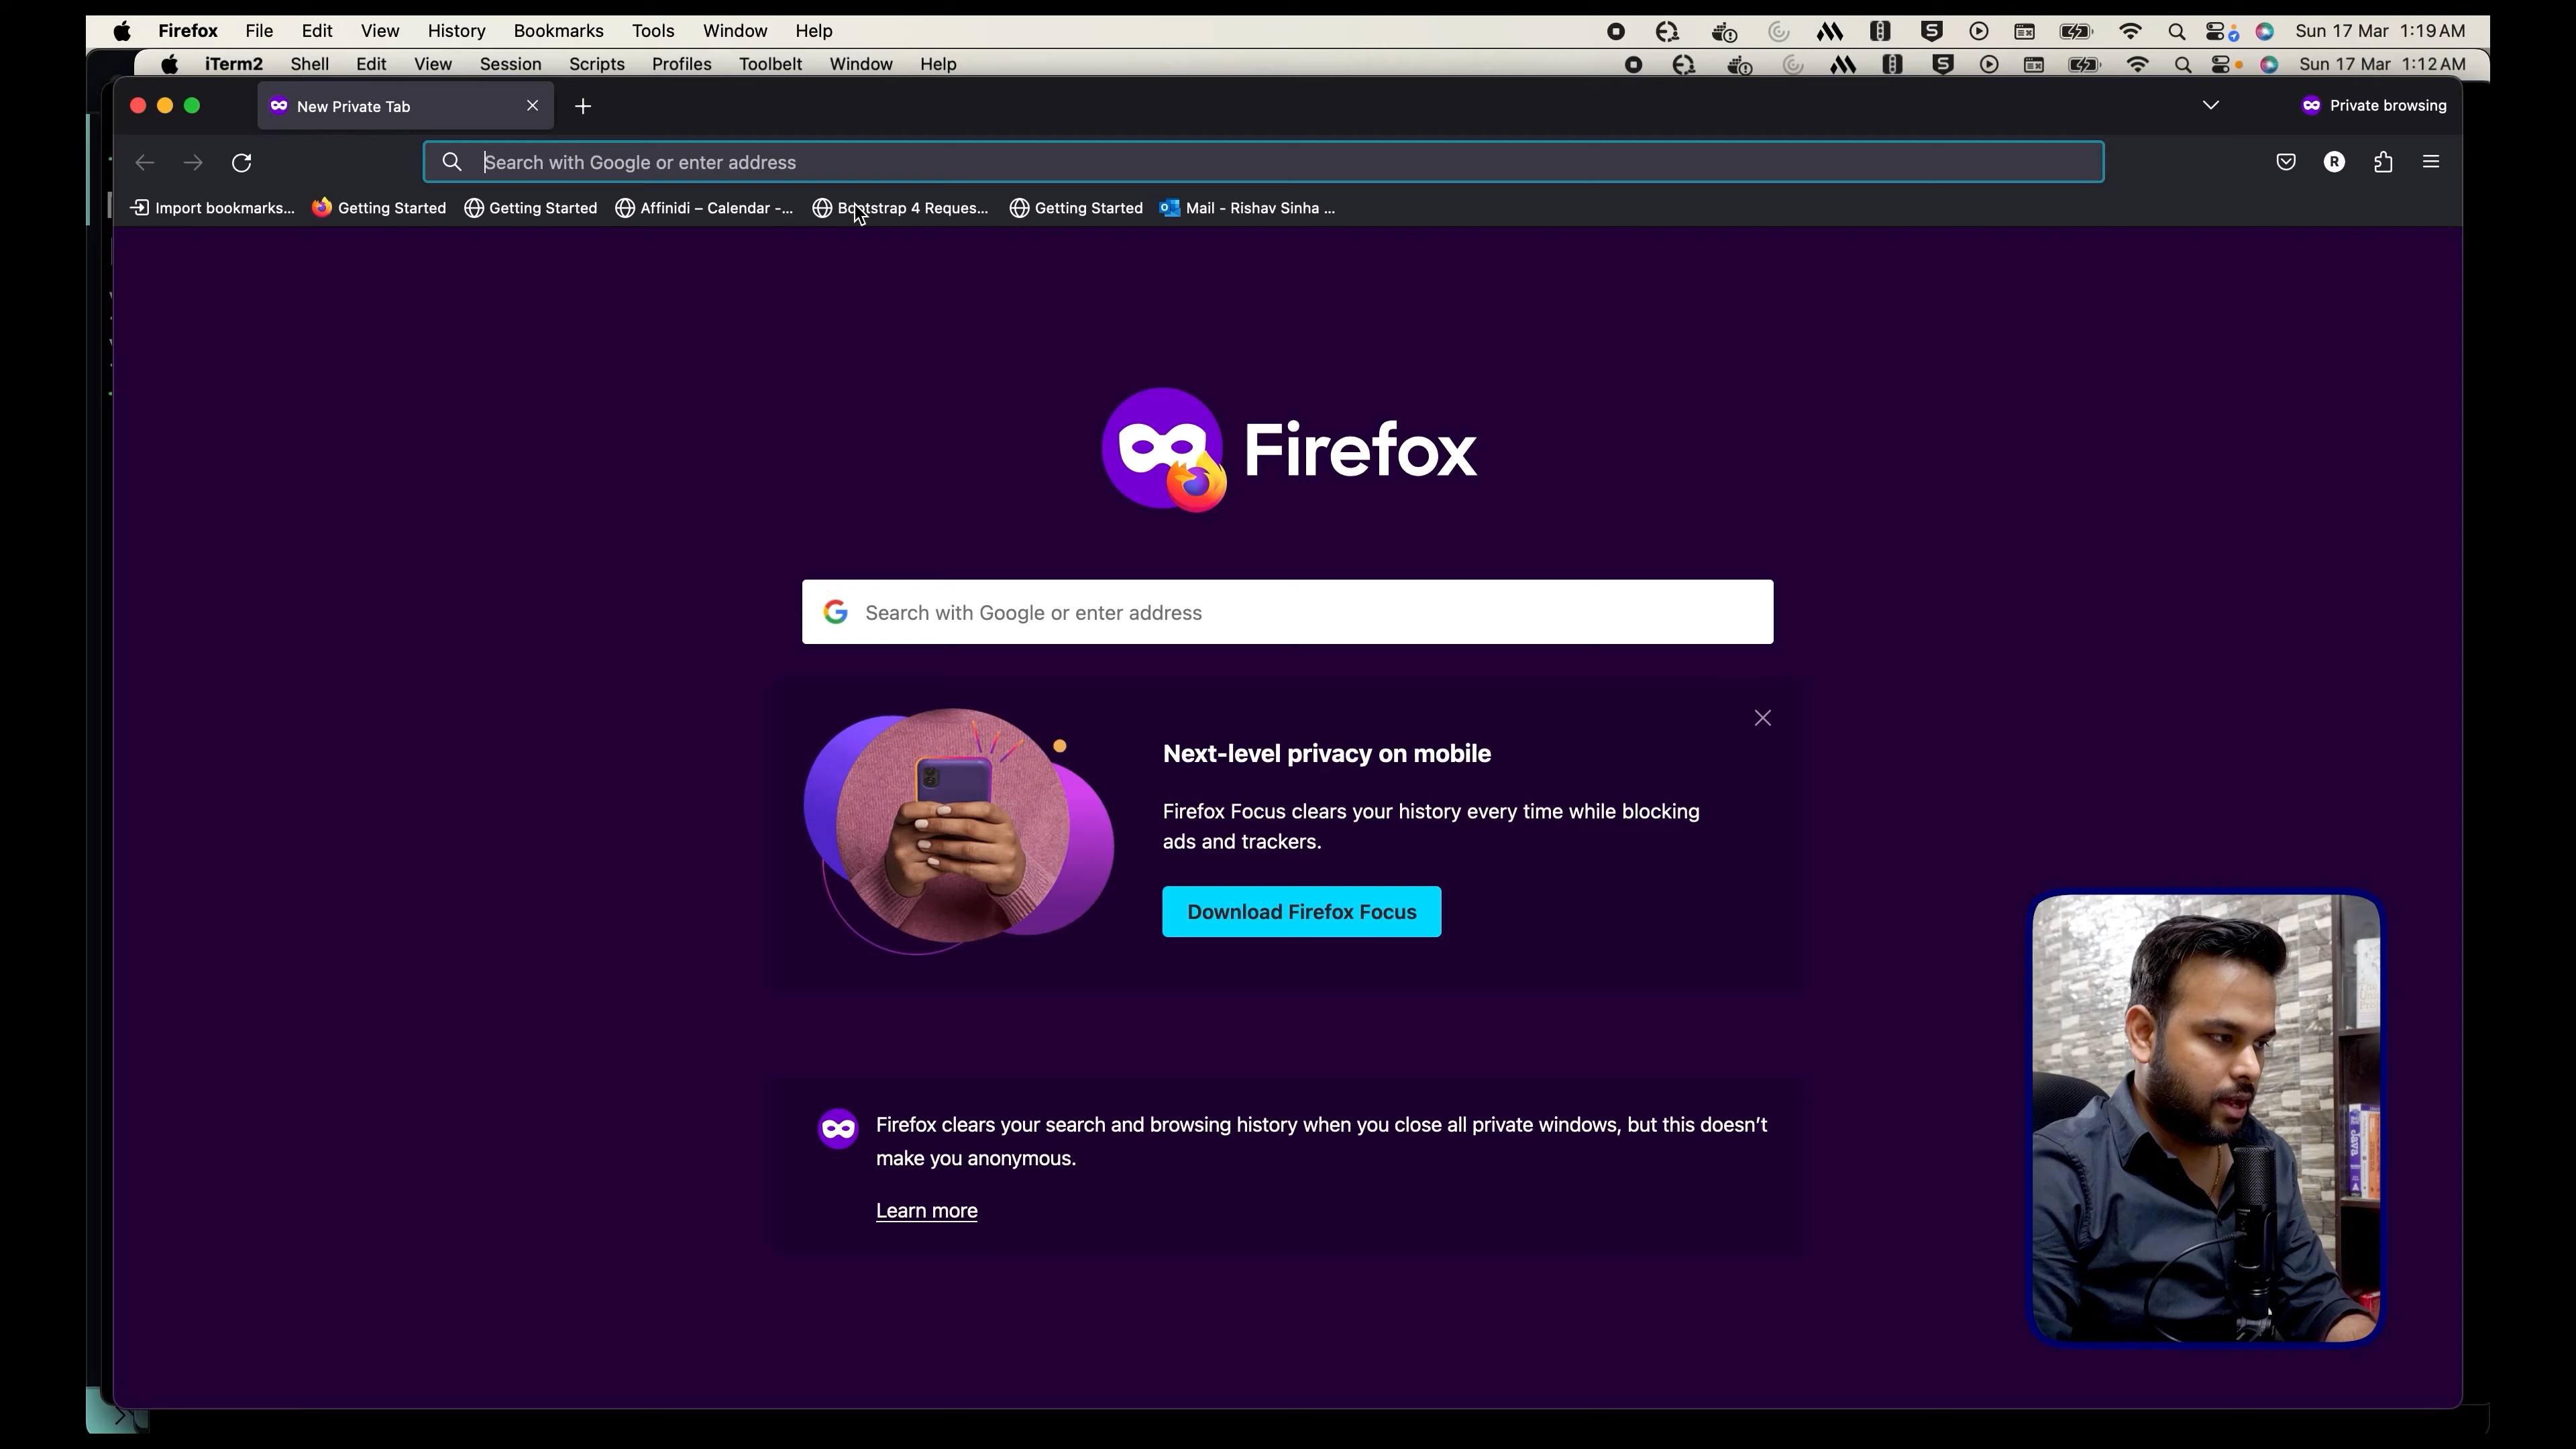 Firefox File Edit View History Bookmarks Tools Window Help Sun 17 Mar 1:19 AM
iTerm2 Shell Edit View Session Scripts Profiles Toolbelt Window Help Sun 17 Mar 1:12 AM
New Private Tab Private browsing
R
Search with Google or enter address
Import bookmarks... Getting Started Getting Started Affinidi – Calendar -... Bootstrap 4 Reques... Getting Started Mail - Rishav Sinha ...
Firefox
Search with Google or enter address
Next-level privacy on mobile
Firefox Focus clears your history every time while blocking
ads and trackers.
Download Firefox Focus
Firefox clears your search and browsing history when you close all private windows, but this doesn't
make you anonymous.
Learn more
Java